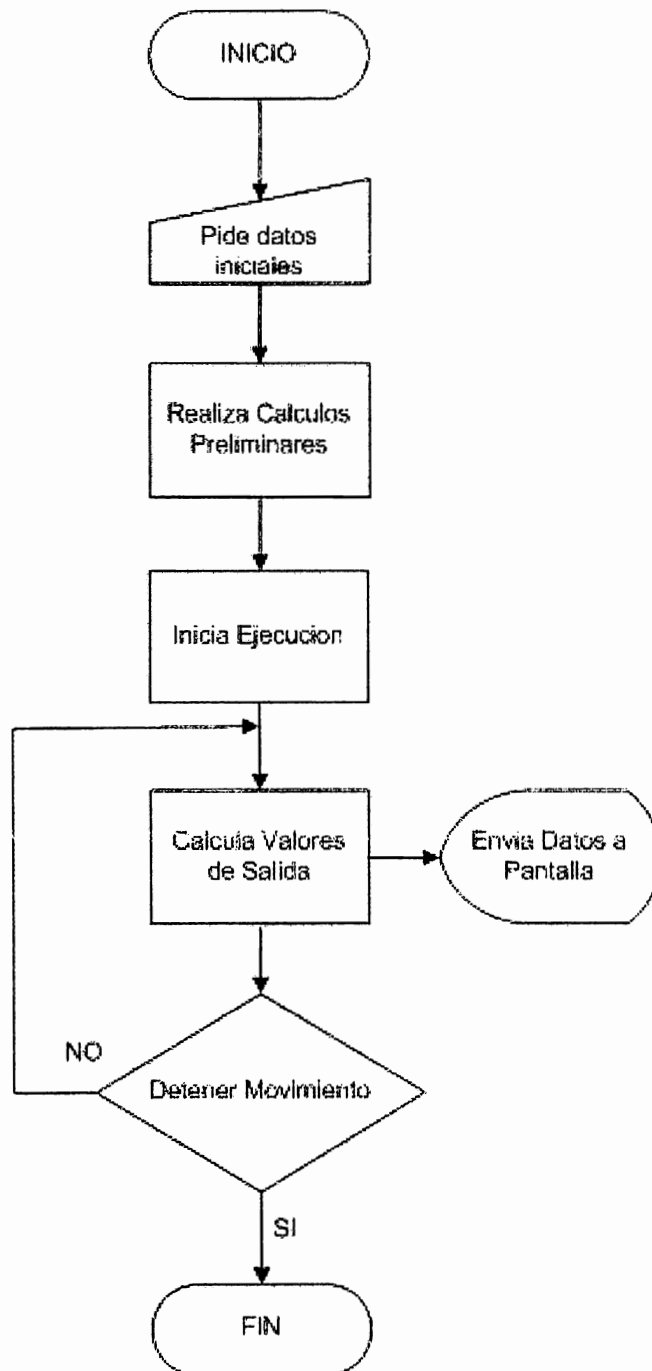 INICIO
Pide datos
iniciales
Realiza Calculos
Preliminares
Inicia Ejecucion
Calcula Valores
de Salida
Envia Datos a
Pantalla
NO
Detener Movimiento
SI
FIN